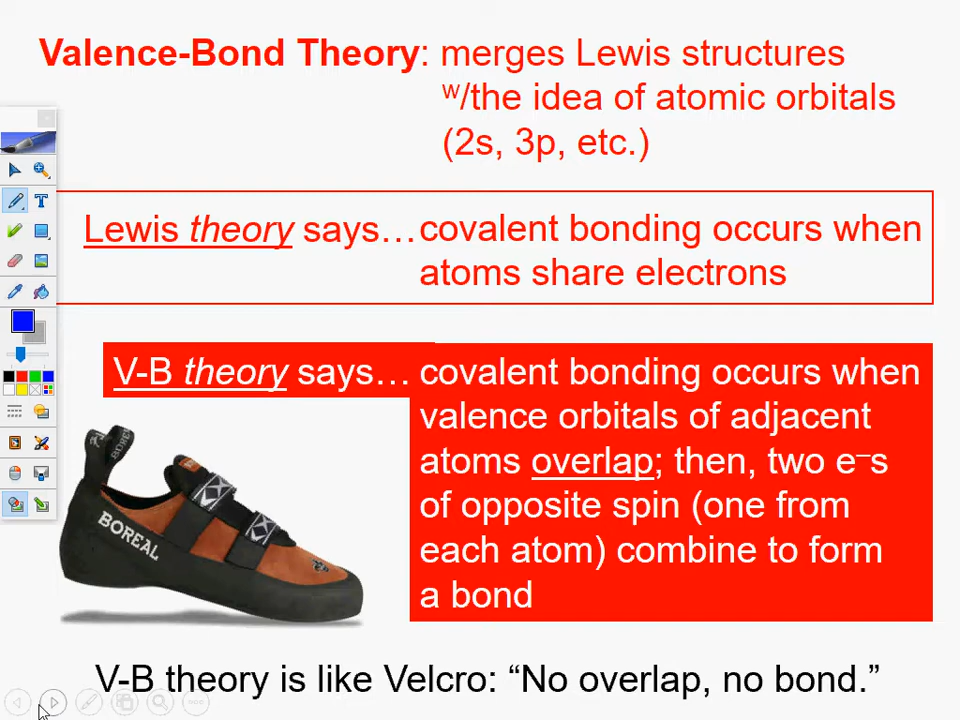 Valence-Bond Theory: merges Lewis structures
w/the idea of atomic orbitals
(2s, 3p, etc.)
Lewis theory says… covalent bonding occurs when
atoms share electrons
V-B theory says… covalent bonding occurs when
valence orbitals of adjacent
atoms overlap; then, two e–s
of opposite spin (one from
each atom) combine to form
a bond
BOREAL
V-B theory is like Velcro: “No overlap, no bond.”